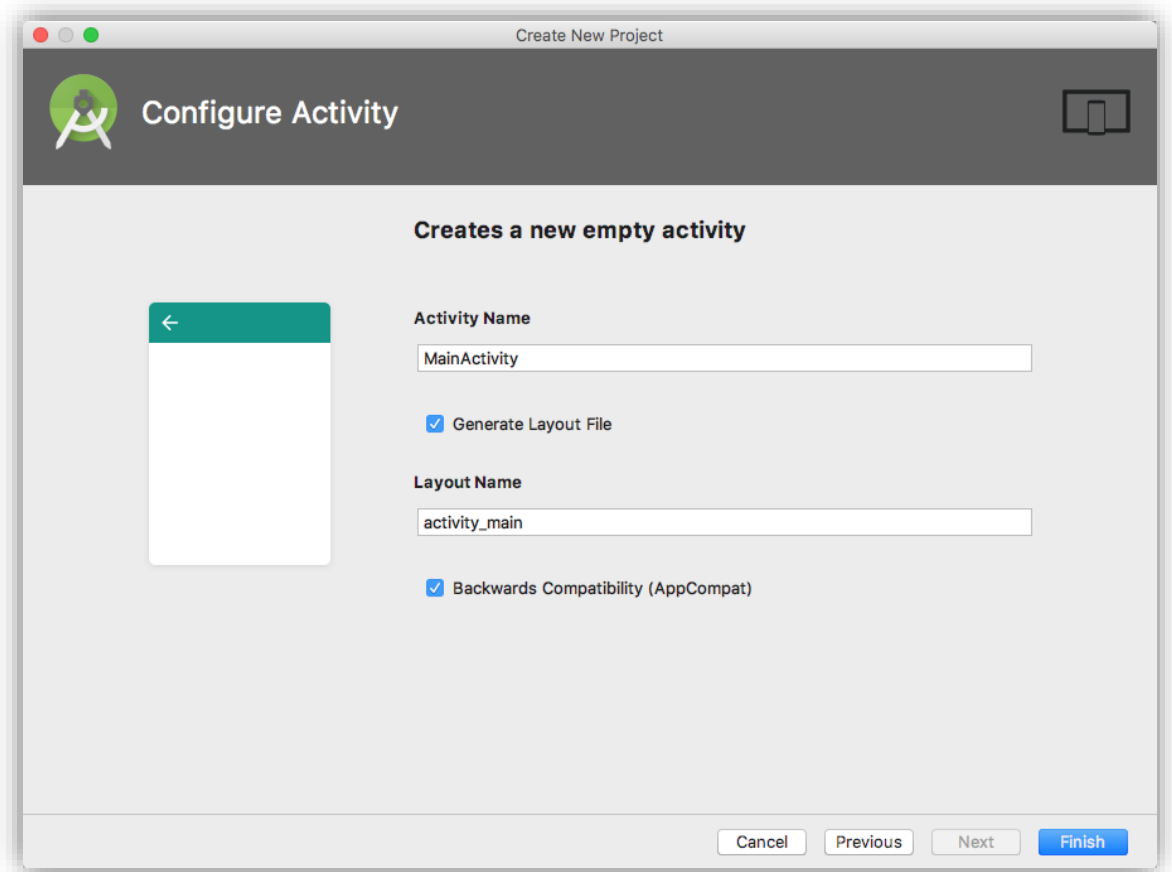 Create New Project
Configure Activity
Creates a new empty activity
Activity Name
MainActivity
Generate Layout File
Layout Name
activity_main
Backwards Compatibility (AppCompat)
Cancel Previous Next Finish